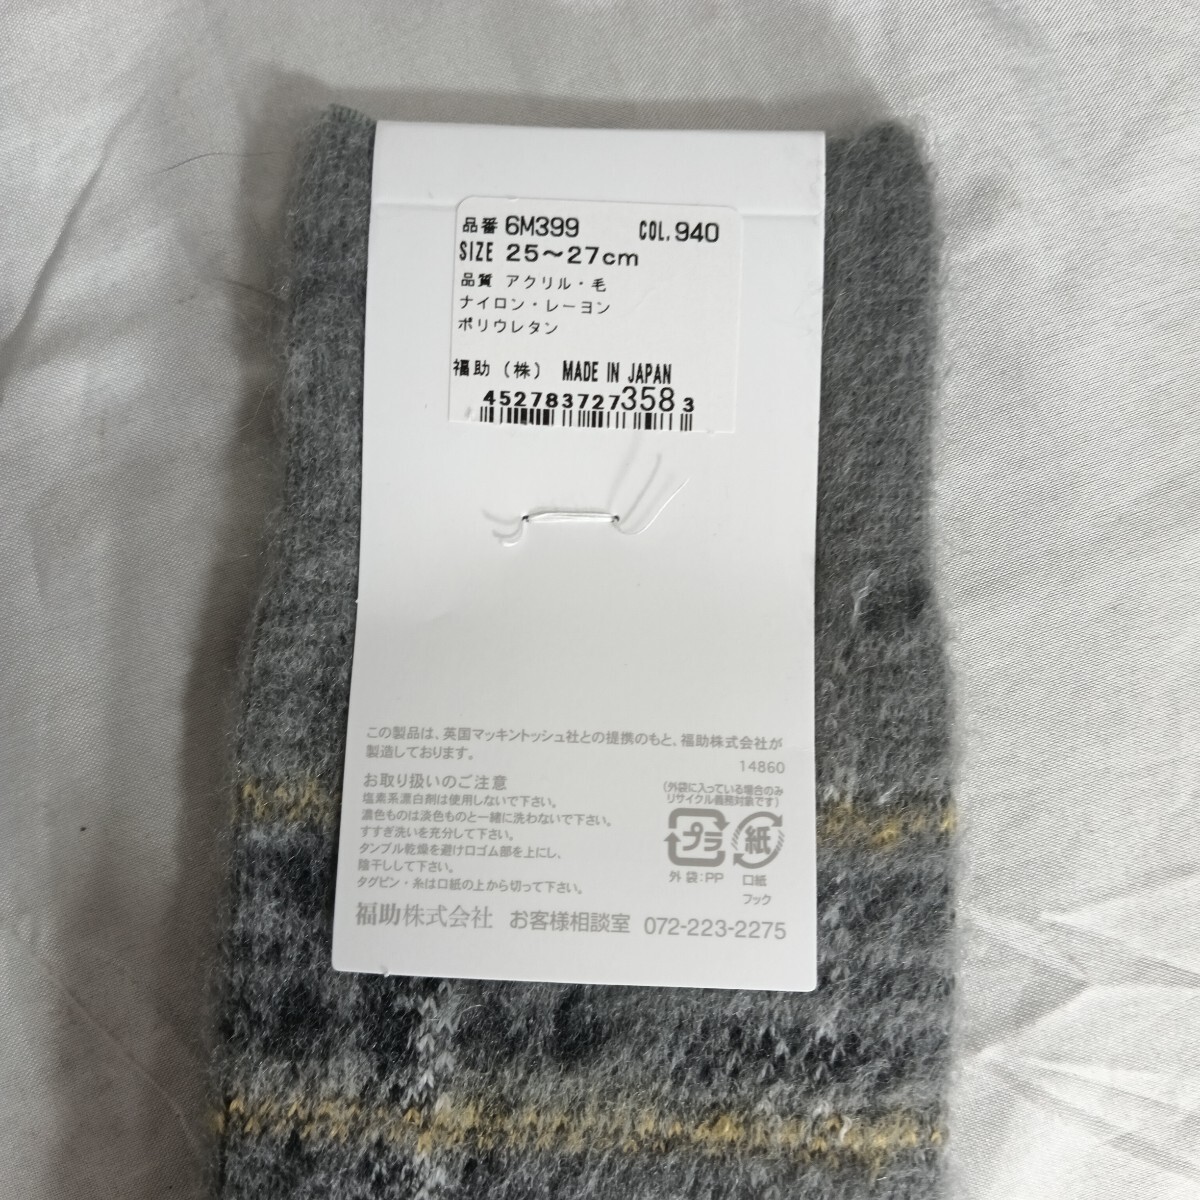 品番 6M399 COL. 940
SIZE 25～27cm
品質 アクリル・毛
ナイロン・レーヨン
ポリウレタン
福助（株） MADE IN JAPAN
4527837273583
この製品は、英国マッキントッシュ社との提携のもと、福助株式会社が
製造しております。
14860
お取り扱いのご注意
塩素系漂白剤は使用しないで下さい。
濃色ものは淡色ものと一緒に洗わないで下さい。
すすぎ洗いを充分して下さい。
タンブル乾燥を避け口ゴム部を上にし、
陰干しして下さい。
タグピン・糸は口紙の上から切って下さい。
（外袋に入っている場合のみ
リサイクル義務対象です）
プラ 紙
外袋：PP 口紙
フック
福助株式会社 お客様相談室 072-223-2275